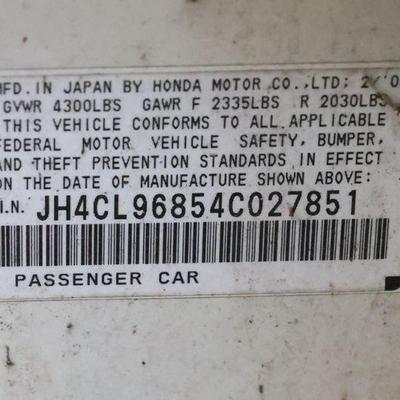 MFD. IN JAPAN BY HONDA MOTOR CO.,LTD; 2/0
GVWR 4300LBS GAWR F 2335LBS R 2030LBS
THIS VEHICLE CONFORMS TO ALL APPLICABLE
FEDERAL MOTOR VEHICLE SAFETY, BUMPER,
AND THEFT PREVENTION STANDARDS IN EFFECT
ON THE DATE OF MANUFACTURE SHOWN ABOVE:
I.N. JH4CL96854C027851
PASSENGER CAR